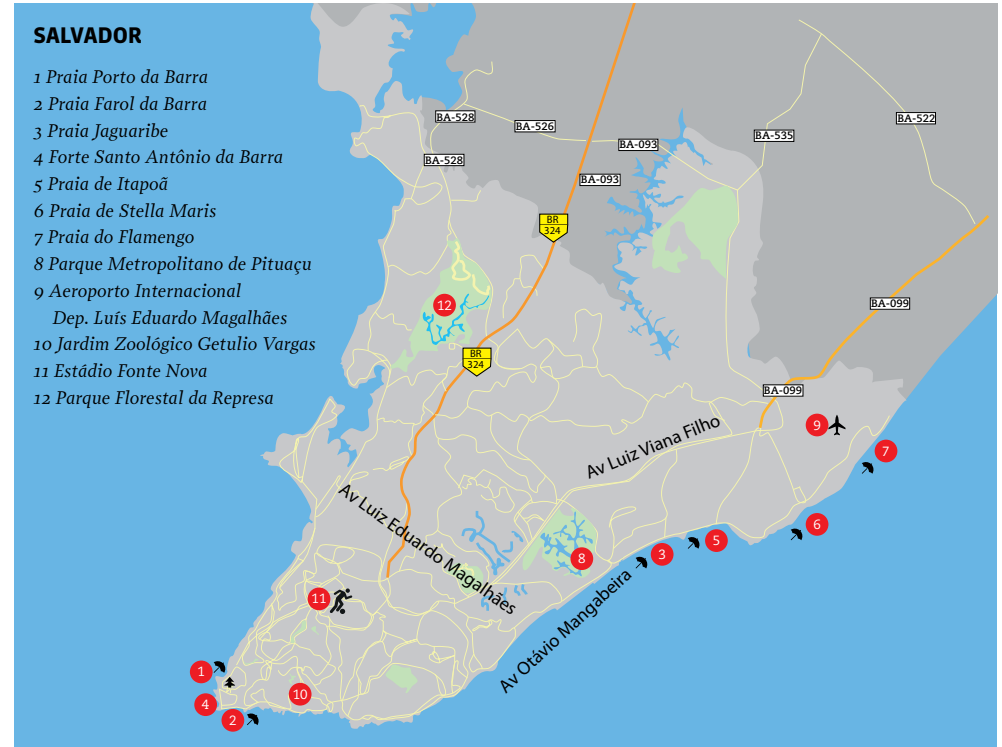 SALVADOR
1 Praia Porto da Barra
2 Praia Farol da Barra
3 Praia Jaguaribe
4 Forte Santo Antônio da Barra
5 Praia de Itapoã
6 Praia de Stella Maris
7 Praia do Flamengo
8 Parque Metropolitano de Pituaçu
9 Aeroporto Internacional
Dep. Luís Eduardo Magalhães
10 Jardim Zoológico Getulio Vargas
11 Estádio Fonte Nova
12 Parque Florestal da Represa
BA-528
BA-526
BA-093
BA-535
BA-522
BA-528
BA-093
BR
324
12
BA-099
BR
324
BA-099
9
Av Luiz Viana Filho
7
Av Luiz Eduardo Magalhães
6
5
3
8
Av Otávio Mangabeira
11
1
10
4
2